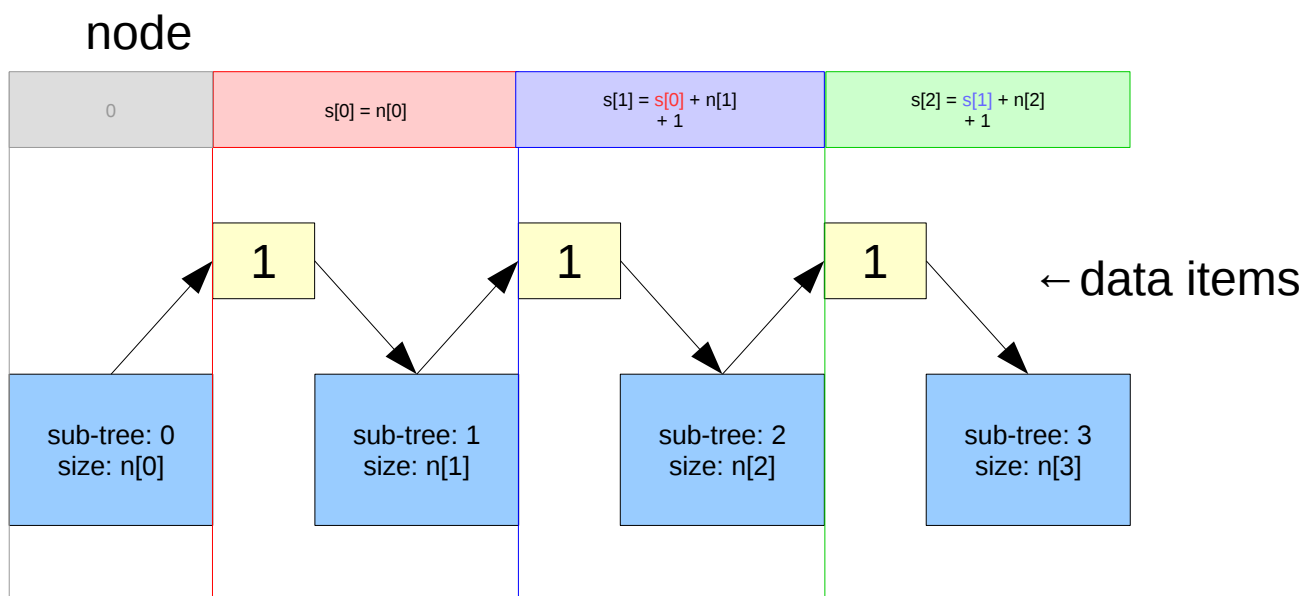 node
0
s[0] = n[0]
s[1] = s[0] + n[1]
+ 1
s[2] = s[1] + n[2]
+ 1
1
1
1
←data items
sub-tree: 0
size: n[0]
sub-tree: 1
size: n[1]
sub-tree: 2
size: n[2]
sub-tree: 3
size: n[3]